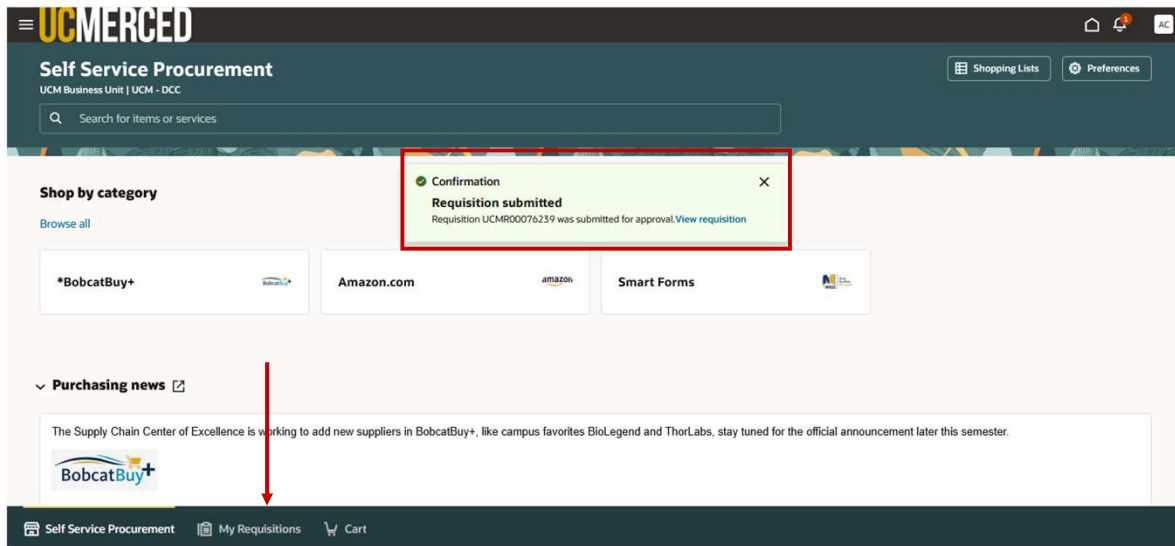 UCMERCED
1
AC
Self Service Procurement
UCM Business Unit | UCM - DCC
Shopping Lists
Preferences
Search for items or services
Confirmation
Requisition submitted
Requisition UCMR00076239 was submitted for approval.View requisition
Shop by category
Browse all
*BobcatBuy+
BobcatBuy+
Amazon.com
amazon
Smart Forms
Purchasing news
The Supply Chain Center of Excellence is working to add new suppliers in BobcatBuy+, like campus favorites BioLegend and ThorLabs, stay tuned for the official announcement later this semester.
BobcatBuy+
Self Service Procurement
My Requisitions
Cart